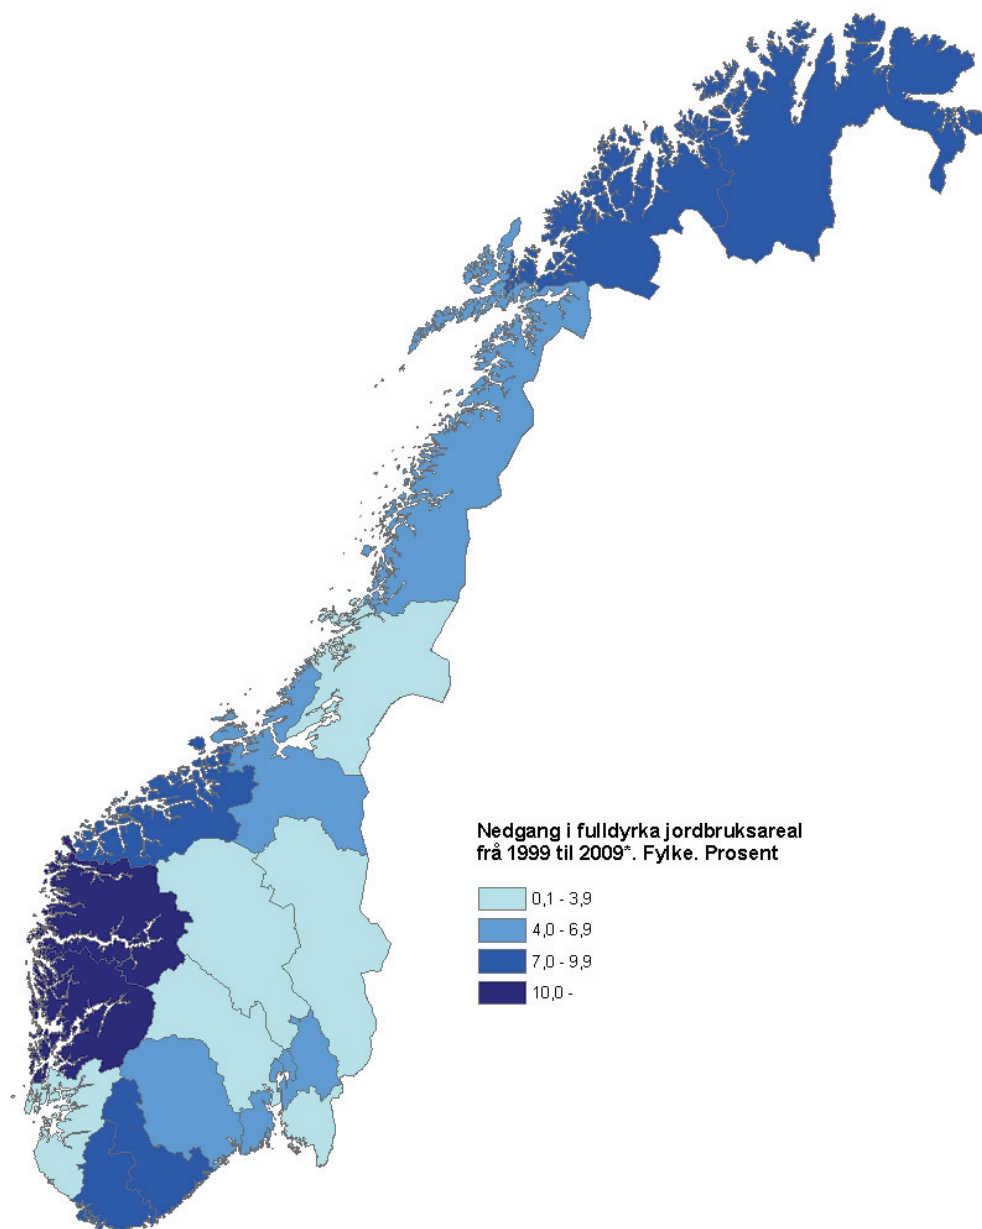 Nedgang i fulldyrka jordbruksareal
frå 1999 til 2009*. Fylke. Prosent
0,1 - 3,9
4,0 - 6,9
7,0 - 9,9
10,0 -